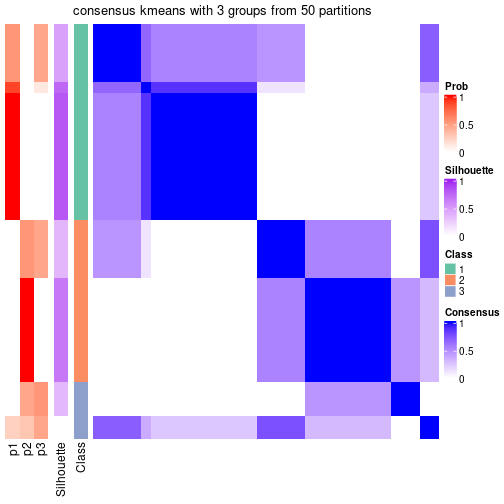 consensus kmeans with 3 groups from 50 partitions
Prob
1
0.5
0
Silhouette
1
0.5
0
Class
1
2
3
Consensus
1
0.5
0
p1
p2
p3
Silhouette
Class